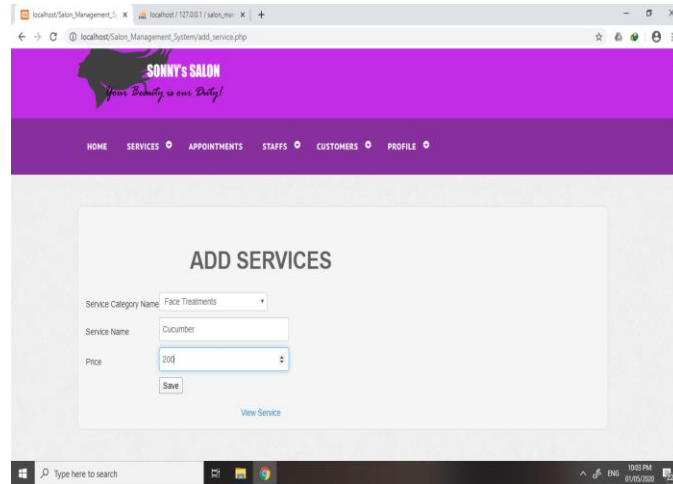 localhost/Salon_Management_S
localhost / 127.0.0.1 / salon_man
localhost/Salon_Management_System/add_service.php
SONNY's SALON
Your Beauty is our Duty!
HOME SERVICES APPOINTMENTS STAFFS CUSTOMERS PROFILE
ADD SERVICES
Service Category Name Face Treatments
Service Name Cucumber
Price 200
Save
View Service
Type here to search
ENG
10:03 PM
01/05/2020